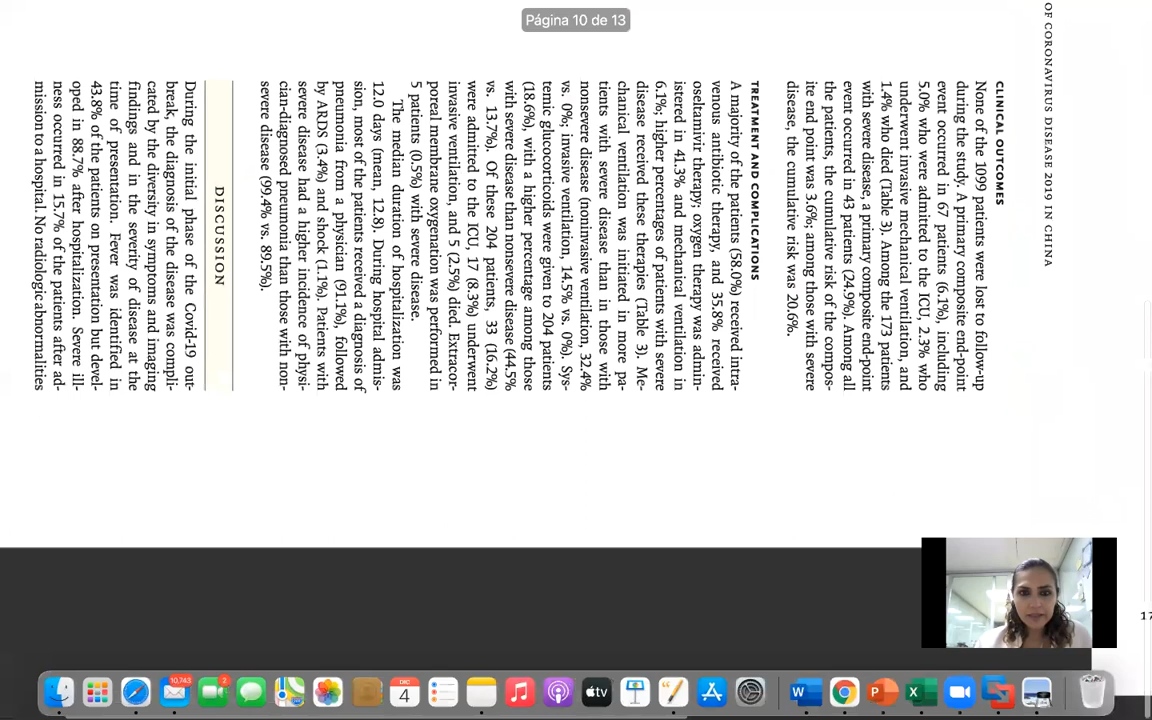 Página 10 de 13
OF CORONAVIRUS DISEASE 2019 IN CHINA
CLINICAL OUTCOMES
None of the 1099 patients were lost to follow-up
during the study. A primary composite end-point
event occurred in 67 patients (6.1%), including
5.0% who were admitted to the ICU, 2.3% who
underwent invasive mechanical ventilation, and
1.4% who died (Table 3). Among the 173 patients
with severe disease, a primary composite end-point
event occurred in 43 patients (24.9%). Among all
the patients, the cumulative risk of the compos-
ite end point was 3.6%; among those with severe
disease, the cumulative risk was 20.6%.
TREATMENT AND COMPLICATIONS
A majority of the patients (58.0%) received intra-
venous antibiotic therapy, and 35.8% received
oseltamivir therapy; oxygen therapy was admin-
istered in 41.3% and mechanical ventilation in
6.1%; higher percentages of patients with severe
disease received these therapies (Table 3). Me-
chanical ventilation was initiated in more pa-
tients with severe disease than in those with
nonsevere disease (noninvasive ventilation, 32.4%
vs. 0%; invasive ventilation, 14.5% vs. 0%). Sys-
temic glucocorticoids were given to 204 patients
(18.6%), with a higher percentage among those
with severe disease than nonsevere disease (44.5%
vs. 13.7%). Of these 204 patients, 33 (16.2%)
were admitted to the ICU, 17 (8.3%) underwent
invasive ventilation, and 5 (2.5%) died. Extracor-
poreal membrane oxygenation was performed in
5 patients (0.5%) with severe disease.
The median duration of hospitalization was
12.0 days (mean, 12.8). During hospital admis-
sion, most of the patients received a diagnosis of
pneumonia from a physician (91.1%), followed
by ARDS (3.4%) and shock (1.1%). Patients with
severe disease had a higher incidence of physi-
cian-diagnosed pneumonia than those with non-
severe disease (99.4% vs. 89.5%).
DISCUSSION
During the initial phase of the Covid-19 out-
break, the diagnosis of the disease was compli-
cated by the diversity in symptoms and imaging
findings and in the severity of disease at the
time of presentation. Fever was identified in
43.8% of the patients on presentation but devel-
oped in 88.7% after hospitalization. Severe ill-
ness occurred in 15.7% of the patients after ad-
mission to a hospital. No radiologic abnormalities
17
10,743
2
DEC
4
tv
W
P
X